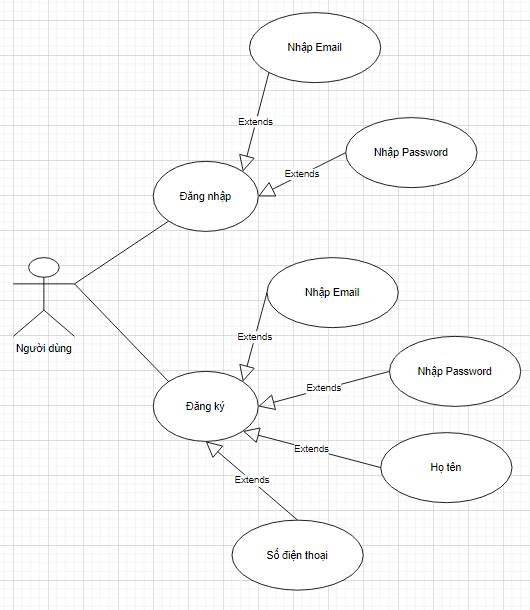 Nhập Email
Extends
Nhập Password
Extends
Đăng nhập
Nhập Email
Người dùng
Extends
Nhập Password
Extends
Đăng ký
Extends
Họ tên
Extends
Số điện thoại